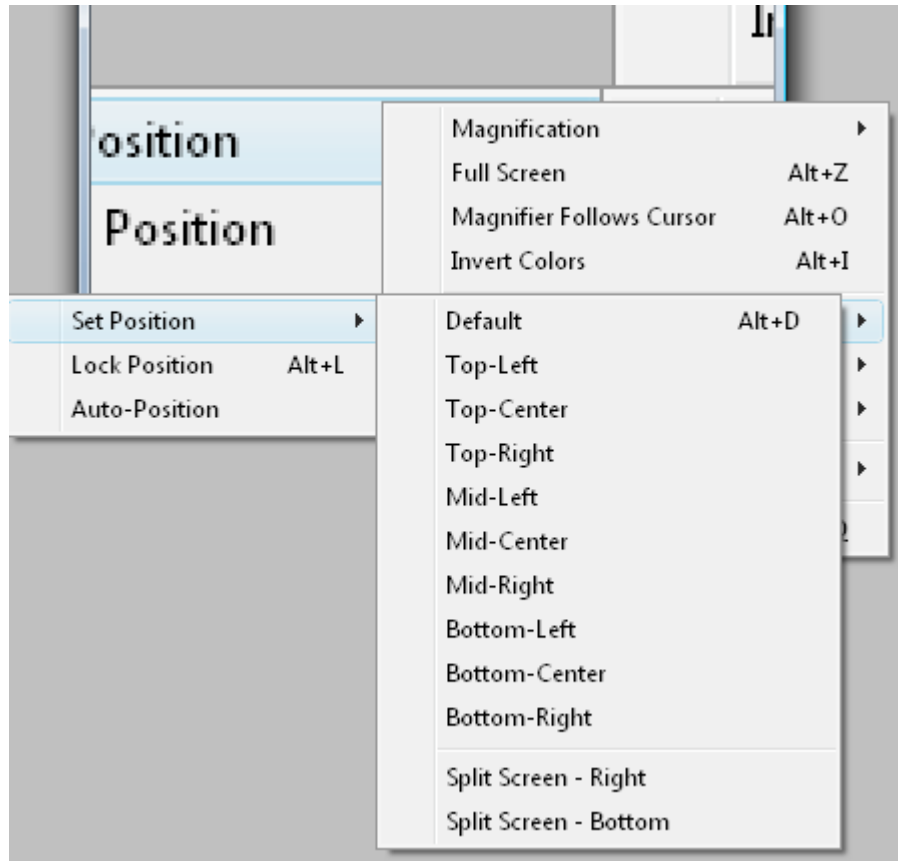 osition
Position
Magnification
Full Screen Alt+Z
Magnifier Follows Cursor Alt+O
Invert Colors Alt+I
Set Position
Lock Position Alt+L
Auto-Position
Default Alt+D
Top-Left
Top-Center
Top-Right
Mid-Left
Mid-Center
Mid-Right
Bottom-Left
Bottom-Center
Bottom-Right
Split Screen - Right
Split Screen - Bottom